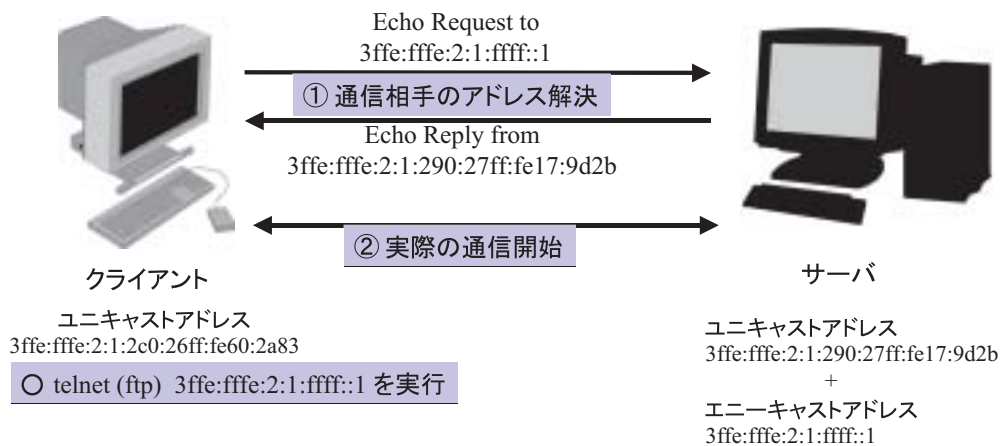 Echo Request to
3ffe:fffe:2:1:ffff::1
① 通信相手のアドレス解決
Echo Reply from
3ffe:fffe:2:1:290:27ff:fe17:9d2b
② 実際の通信開始
クライアント
ユニキャストアドレス
3ffe:fffe:2:1:2c0:26ff:fe60:2a83
○ telnet (ftp) 3ffe:fffe:2:1:ffff::1 を実行
サーバ
ユニキャストアドレス
3ffe:fffe:2:1:290:27ff:fe17:9d2b
+
エニーキャストアドレス
3ffe:fffe:2:1:ffff::1